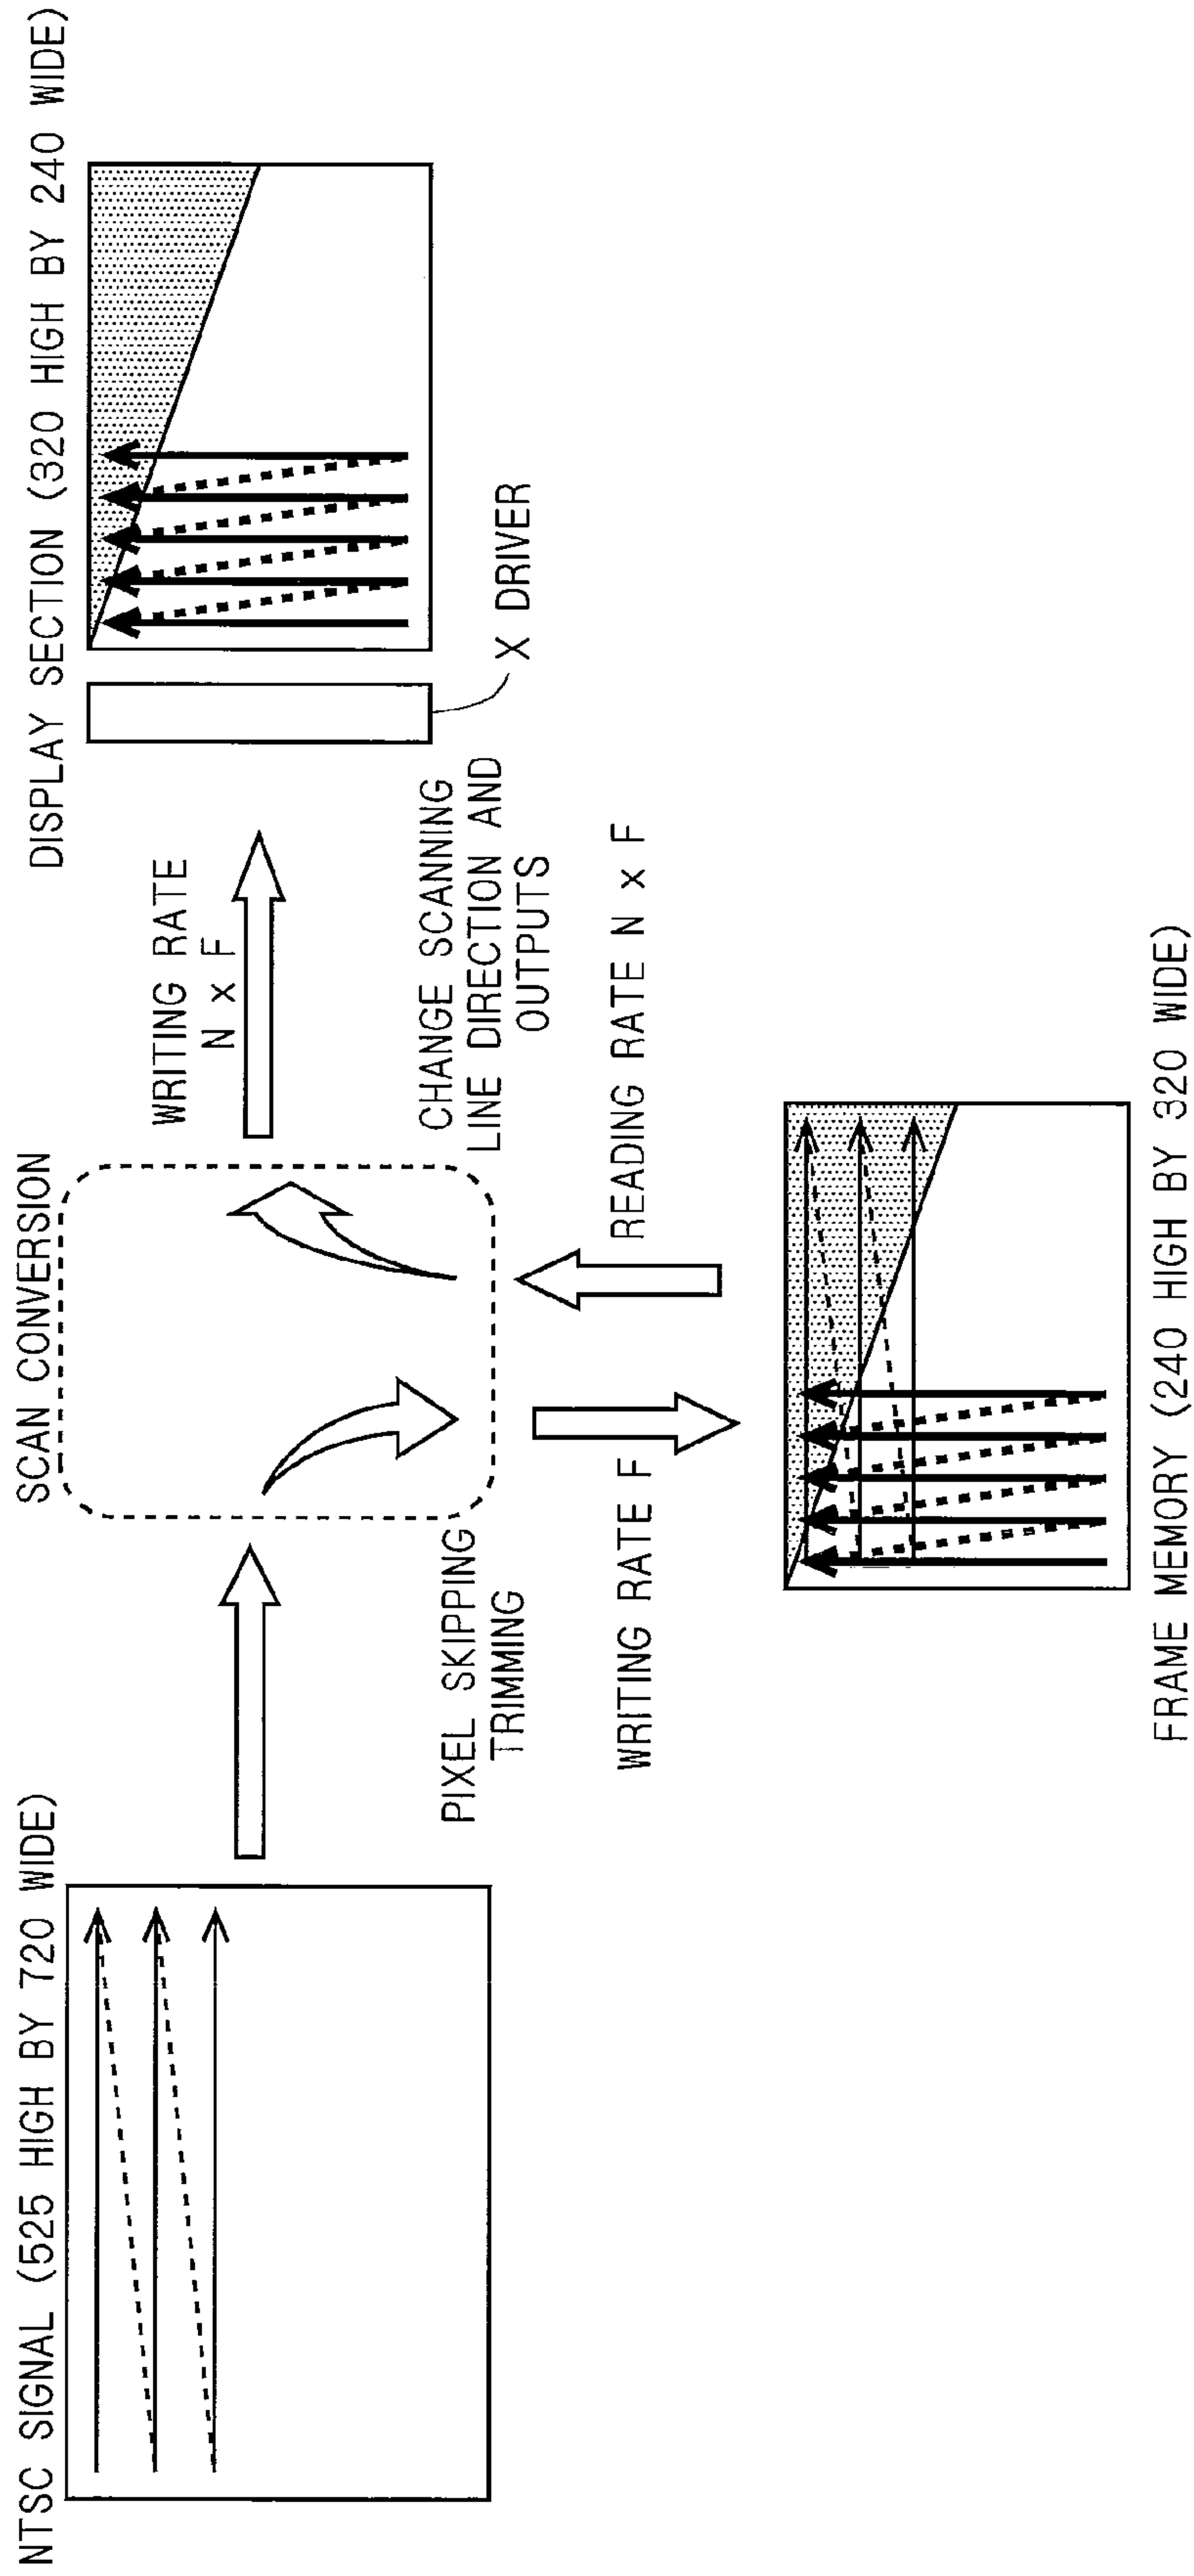 NTSC SIGNAL (525 HIGH BY 720 WIDE)
SCAN CONVERSION
DISPLAY SECTION (320 HIGH BY 240 WIDE)
WRITING RATE
N x F
PIXEL SKIPPING
TRIMMING
CHANGE SCANNING
LINE DIRECTION AND
OUTPUTS
X DRIVER
WRITING RATE F
READING RATE N x F
FRAME MEMORY (240 HIGH BY 320 WIDE)